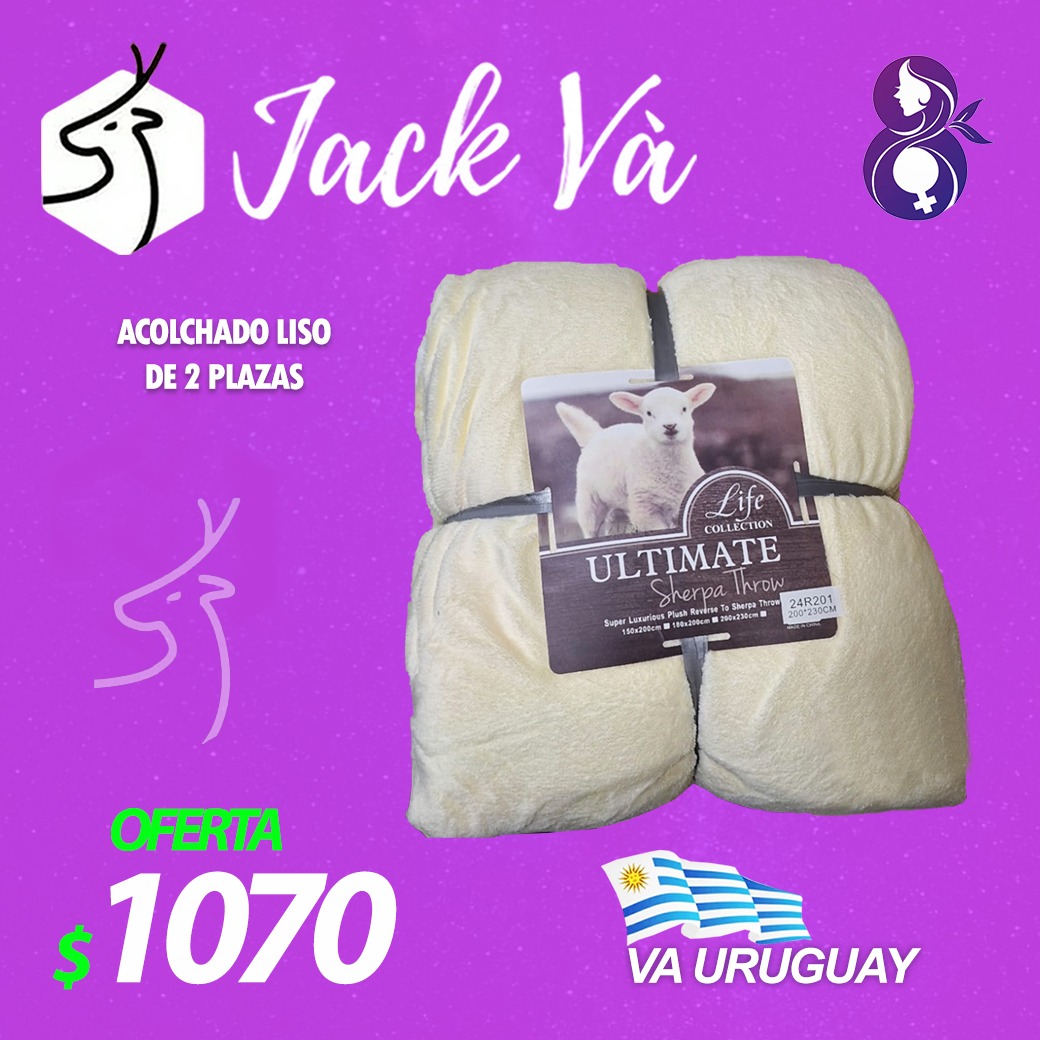 Jack Và
ACOLCHADO LISO
DE 2 PLAZAS
Life
COLLECTION
ULTIMATE
Sherpa Throw
Super Luxurious Plush Reverse To Sherpa Throw
150x200cm 180x200cm 200x230cm
24R201
200*230CM
MADE IN CHINA
OFERTA
$ 1070
VA URUGUAY